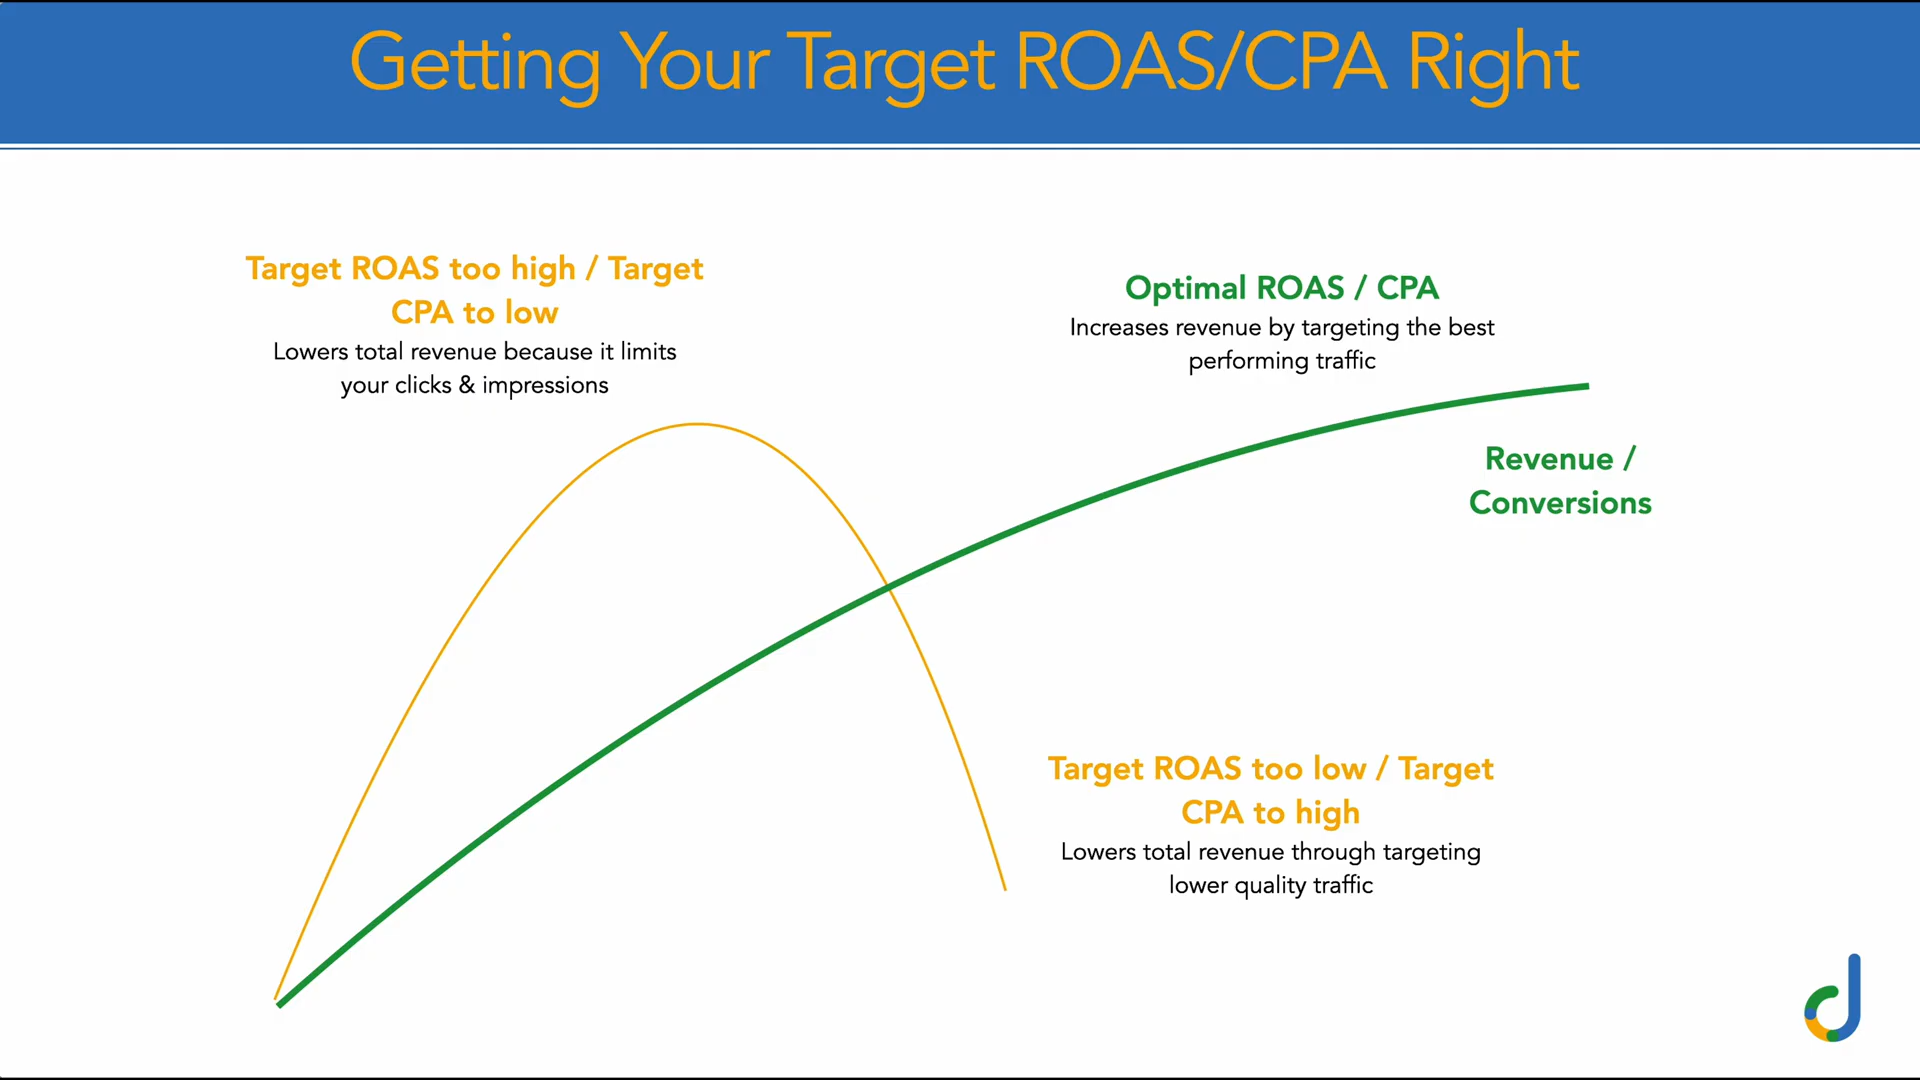 Getting Your Target ROAS/CPA Right
Target ROAS too high / Target
CPA to low
Lowers total revenue because it limits
your clicks & impressions
Optimal ROAS / CPA
Increases revenue by targeting the best
performing traffic
Revenue /
Conversions
Target ROAS too low / Target
CPA to high
Lowers total revenue through targeting
lower quality traffic